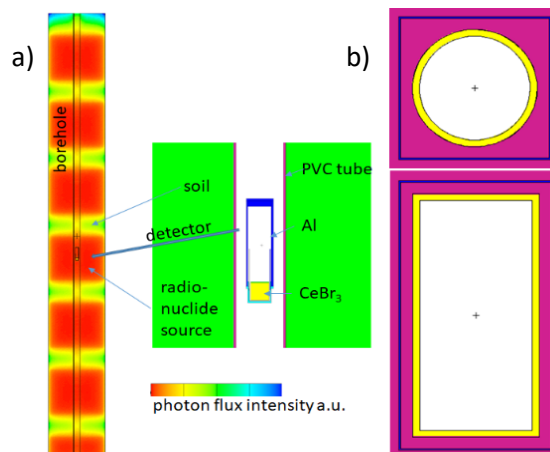 a)
b)
borehole
soil
detector
radio-
nuclide
source
PVC tube
Al
CeBr₃
photon flux intensity a.u.